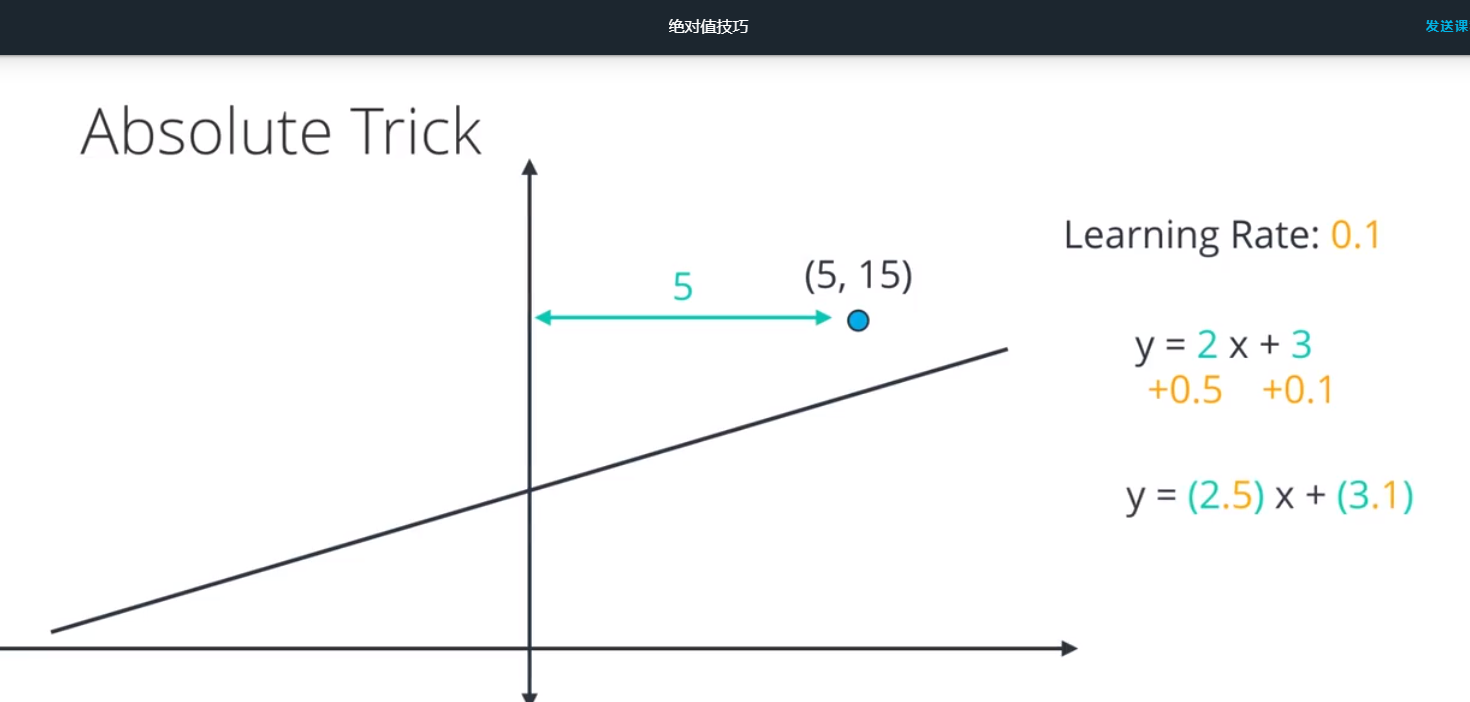 绝对值技巧
发送课
Absolute Trick
Learning Rate: 0.1
(5, 15)
5
y = 2 x + 3
+0.5 +0.1
y = (2.5) x + (3.1)